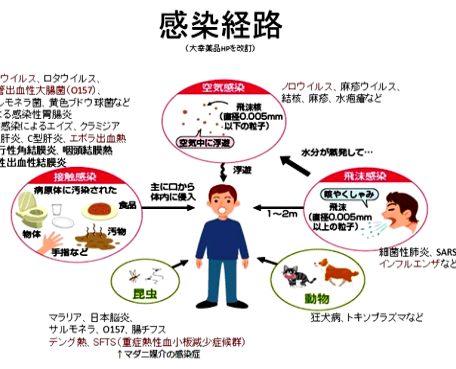 感染経路
(大幸薬品HPを改訂)
ウイルス、ロタウイルス、
管出血性大腸菌(O157)、
ルモネラ菌、黄色ブドウ球菌など
よる感染性胃腸炎
感染によるエイズ、クラミジア
肝炎、C型肝炎、エボラ出血熱
行性角結膜炎、咽頭結膜熱
性出血性結膜炎
空気感染
飛沫核
(直径0.005mm
以下の粒子)
空気中に浮遊
ノロウイルス、麻疹ウイルス、
結核、麻疹、水疱瘡など
水分が蒸発して…
浮遊
接触感染
病原体に汚染された
食品
物体
汚物
手指など
主に口から
体内に侵入
1～2m
飛沫感染
咳やくしゃみ
飛沫
(直径0.005mm
以上の粒子)
細菌性肺炎、SARS
インフルエンザなど
昆虫
動物
マラリア、日本脳炎、
サルモネラ、O157、腸チフス
デング熱、SFTS(重症熱性血小板減少症候群)
↑マダニ媒介の感染症
狂犬病、トキソプラズマなど